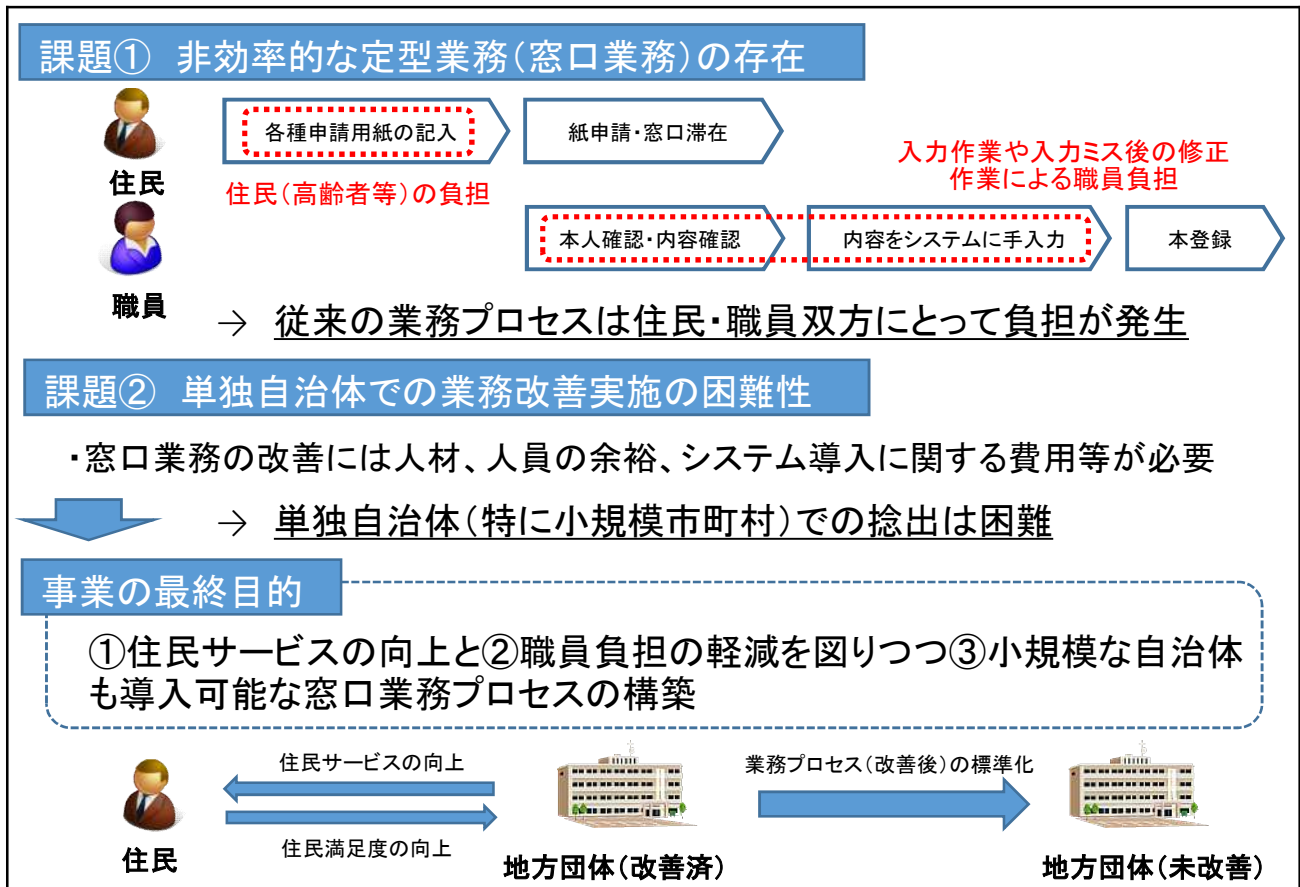 課題① 非効率的な定型業務(窓口業務)の存在
各種申請用紙の記入
紙申請・窓口滞在
住民
住民(高齢者等)の負担
入力作業や入力ミス後の修正
作業による職員負担
本人確認・内容確認
内容をシステムに手入力
本登録
職員
→ 従来の業務プロセスは住民・職員双方にとって負担が発生
課題② 単独自治体での業務改善実施の困難性
・窓口業務の改善には人材、人員の余裕、システム導入に関する費用等が必要
→ 単独自治体(特に小規模市町村)での捻出は困難
事業の最終目的
①住民サービスの向上と②職員負担の軽減を図りつつ③小規模な自治体
も導入可能な窓口業務プロセスの構築
住民サービスの向上
業務プロセス(改善後)の標準化
住民満足度の向上
住民
地方団体(改善済)
地方団体(未改善)